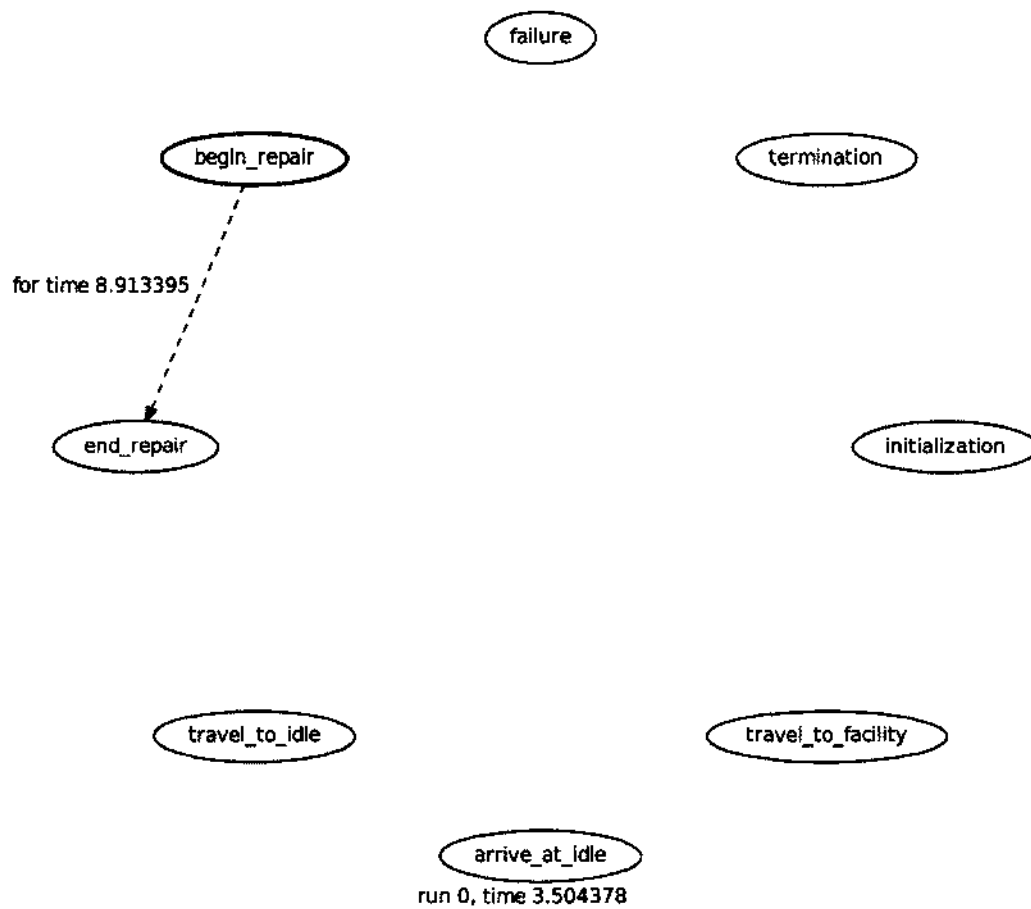 failure
begin_repair
termination
for time 8.913395
end_repair
initialization
travel_to_idle
travel_to_facility
arrive_at_idle
run 0, time 3.504378